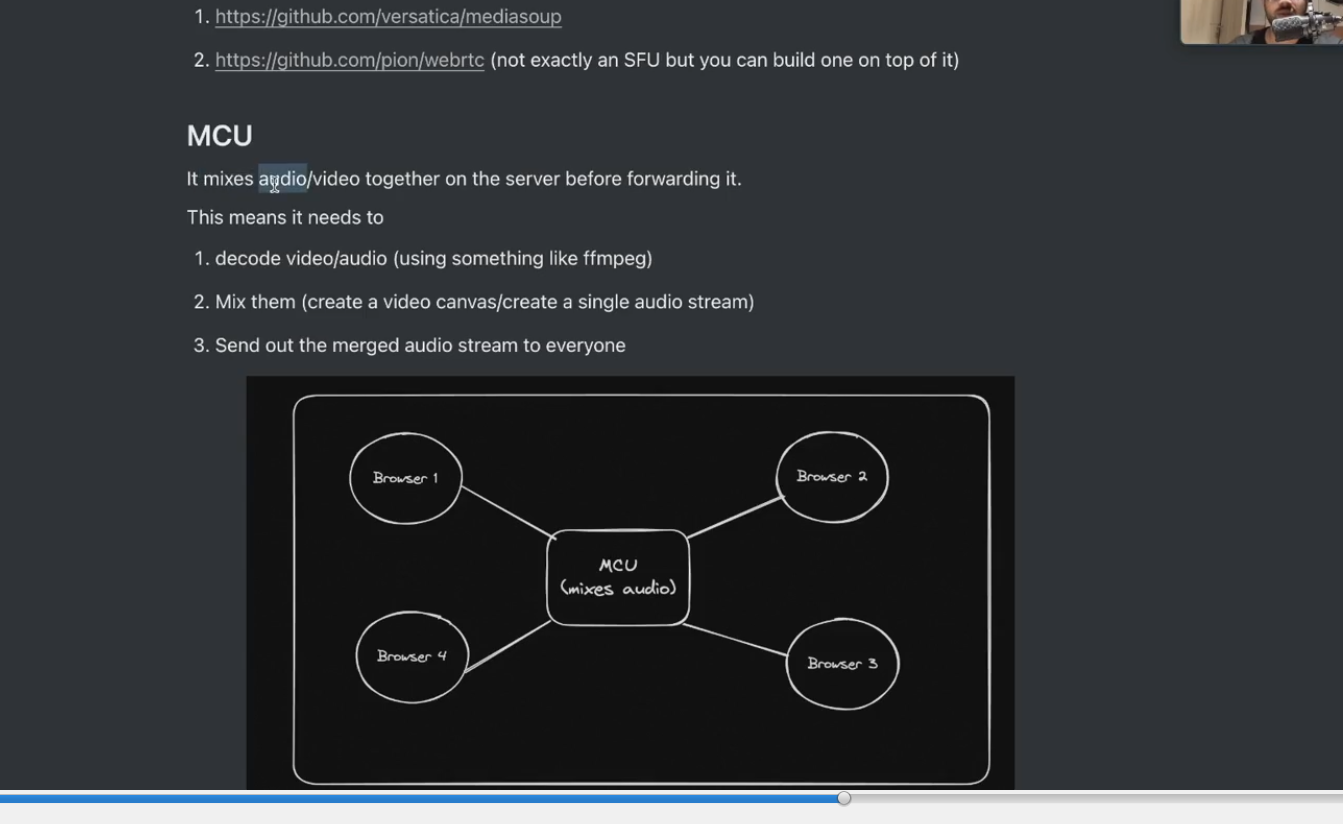 1. https://github.com/versatica/mediasoup
2. https://github.com/pion/webrtc (not exactly an SFU but you can build one on top of it)
MCU
It mixes audio/video together on the server before forwarding it.
This means it needs to
1. decode video/audio (using something like ffmpeg)
2. Mix them (create a video canvas/create a single audio stream)
3. Send out the merged audio stream to everyone
Browser 1
Browser 2
MCU
(mixes audio)
Browser 4
Browser 3